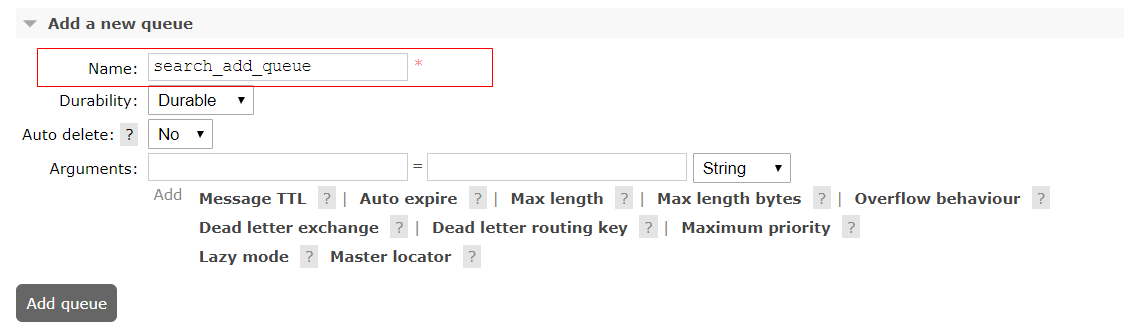 Add a new queue
Name: search_add_queue *
Durability: Durable
Auto delete: ? No
Arguments: = String
Add Message TTL ? | Auto expire ? | Max length ? | Max length bytes ? | Overflow behaviour ?
Dead letter exchange ? | Dead letter routing key ? | Maximum priority ?
Lazy mode ? Master locator ?
Add queue